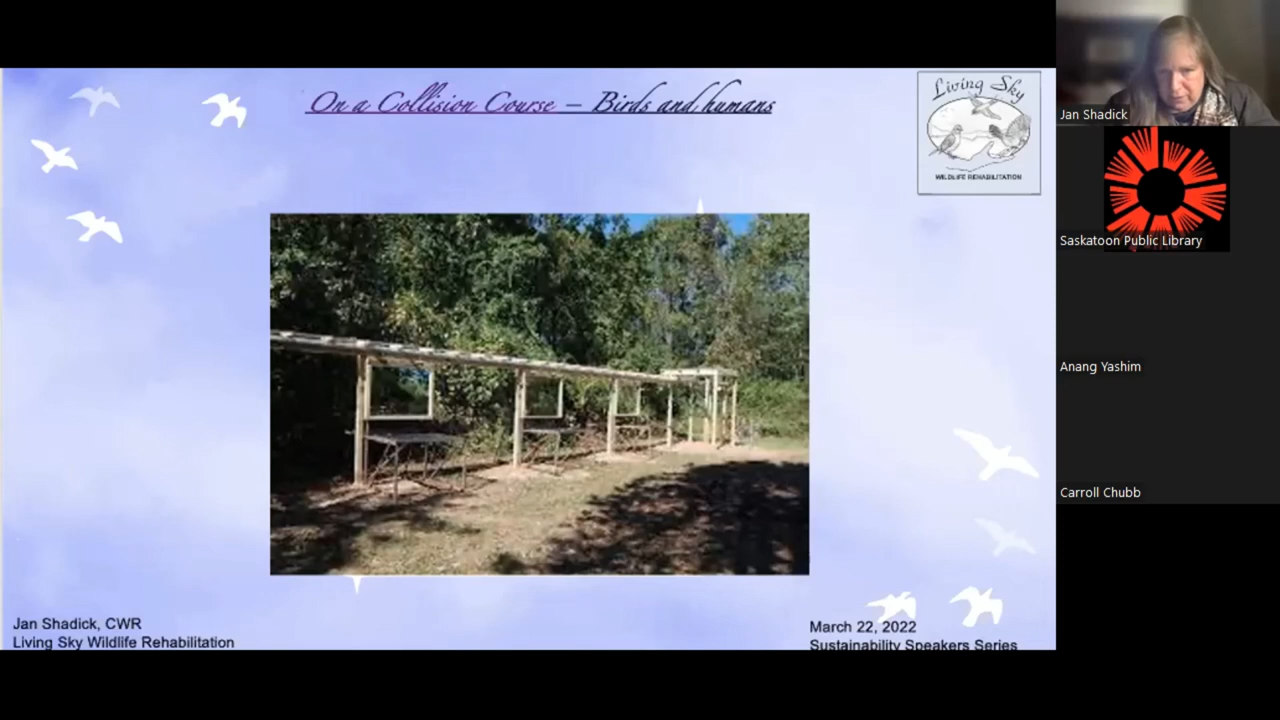 On a Collision Course – Birds and humans
Living Sky
WILDLIFE REHABILITATION
Jan Shadick, CWR
Living Sky Wildlife Rehabilitation
March 22, 2022
Sustainability Speakers Series
Jan Shadick
Saskatoon Public Library
Anang Yashim
Carroll Chubb